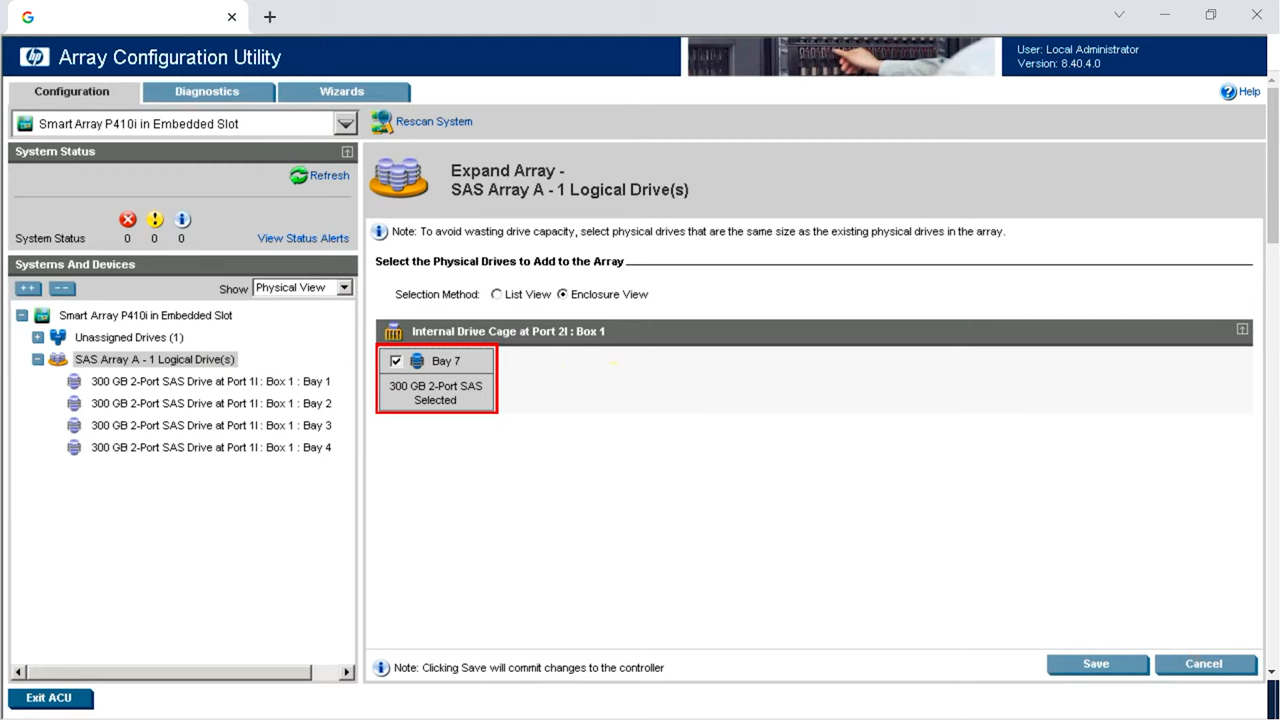 hp Array Configuration Utility
User: Local Administrator
Version: 8.40.4.0
Configuration
Diagnostics
Wizards
Help
Smart Array P410i in Embedded Slot
Rescan System
System Status
Refresh
System Status 0 0 0 View Status Alerts
Systems And Devices
Show Physical View
Smart Array P410i in Embedded Slot
Unassigned Drives (1)
SAS Array A - 1 Logical Drive(s)
300 GB 2-Port SAS Drive at Port 1I : Box 1 : Bay 1
300 GB 2-Port SAS Drive at Port 1I : Box 1 : Bay 2
300 GB 2-Port SAS Drive at Port 1I : Box 1 : Bay 3
300 GB 2-Port SAS Drive at Port 1I : Box 1 : Bay 4
Expand Array -
SAS Array A - 1 Logical Drive(s)
Note: To avoid wasting drive capacity, select physical drives that are the same size as the existing physical drives in the array.
Select the Physical Drives to Add to the Array
Selection Method: List View Enclosure View
Internal Drive Cage at Port 2I : Box 1
Bay 7
300 GB 2-Port SAS
Selected
Note: Clicking Save will commit changes to the controller
Save
Cancel
Exit ACU